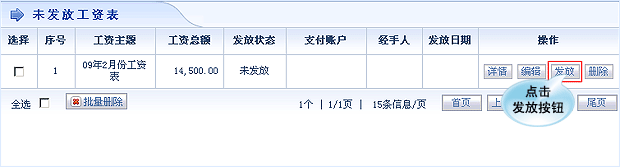 未发放工资表
选择 序号 工资主题 工资总额 发放状态 支付账户 经手人 发放日期 操作
1 09年2月份工资表 14,500.00 未发放 详情 编辑 发放 删除
全选 批量删除 1个 | 1/1页 | 15条信息/页 首页 上 尾页
点击
发放按钮